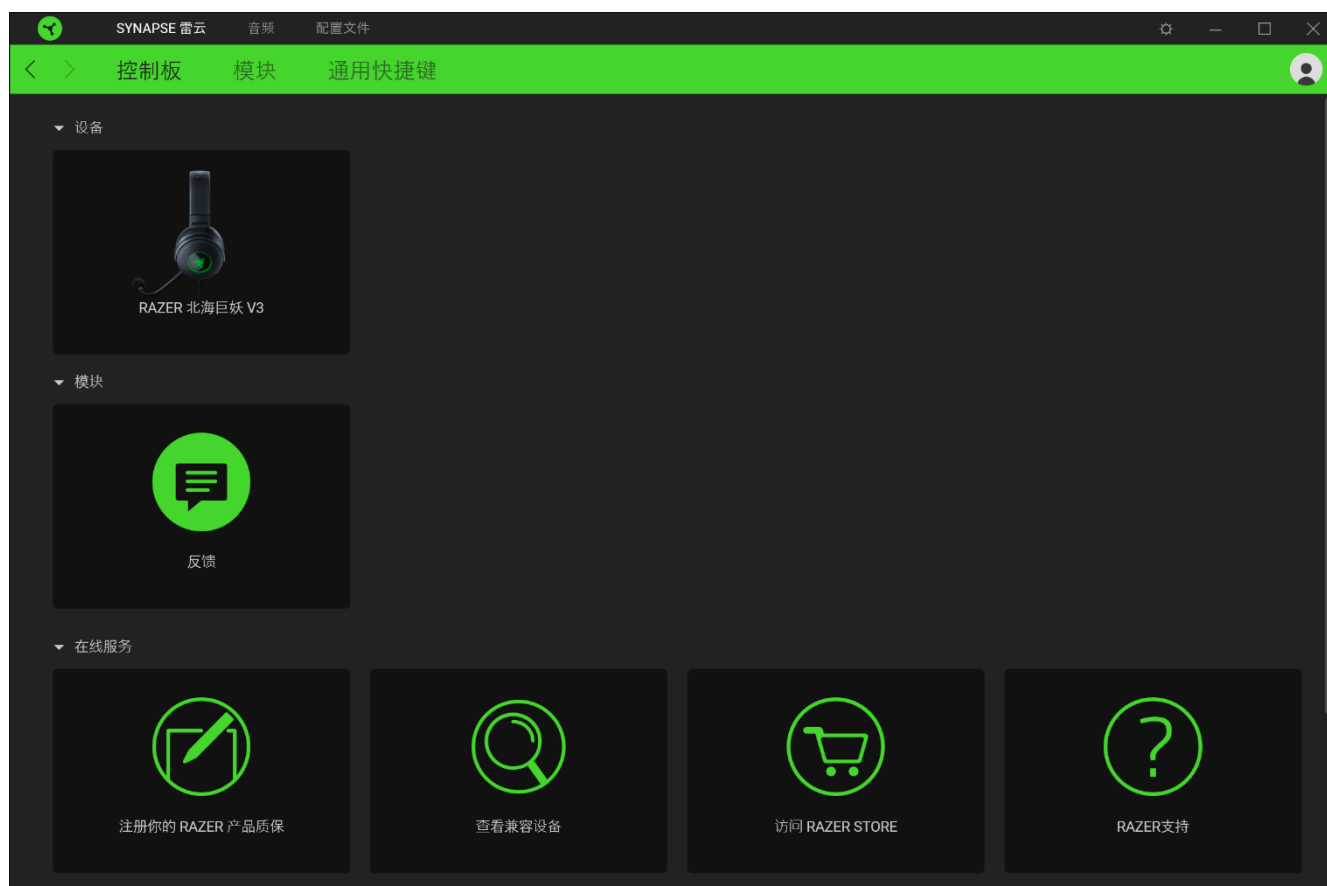 SYNAPSE 雷云 音频 配置文件
控制板 模块 通用快捷键
设备
RAZER 北海巨妖 V3
模块
反馈
在线服务
注册你的 RAZER 产品质保
查看兼容设备
访问 RAZER STORE
RAZER支持